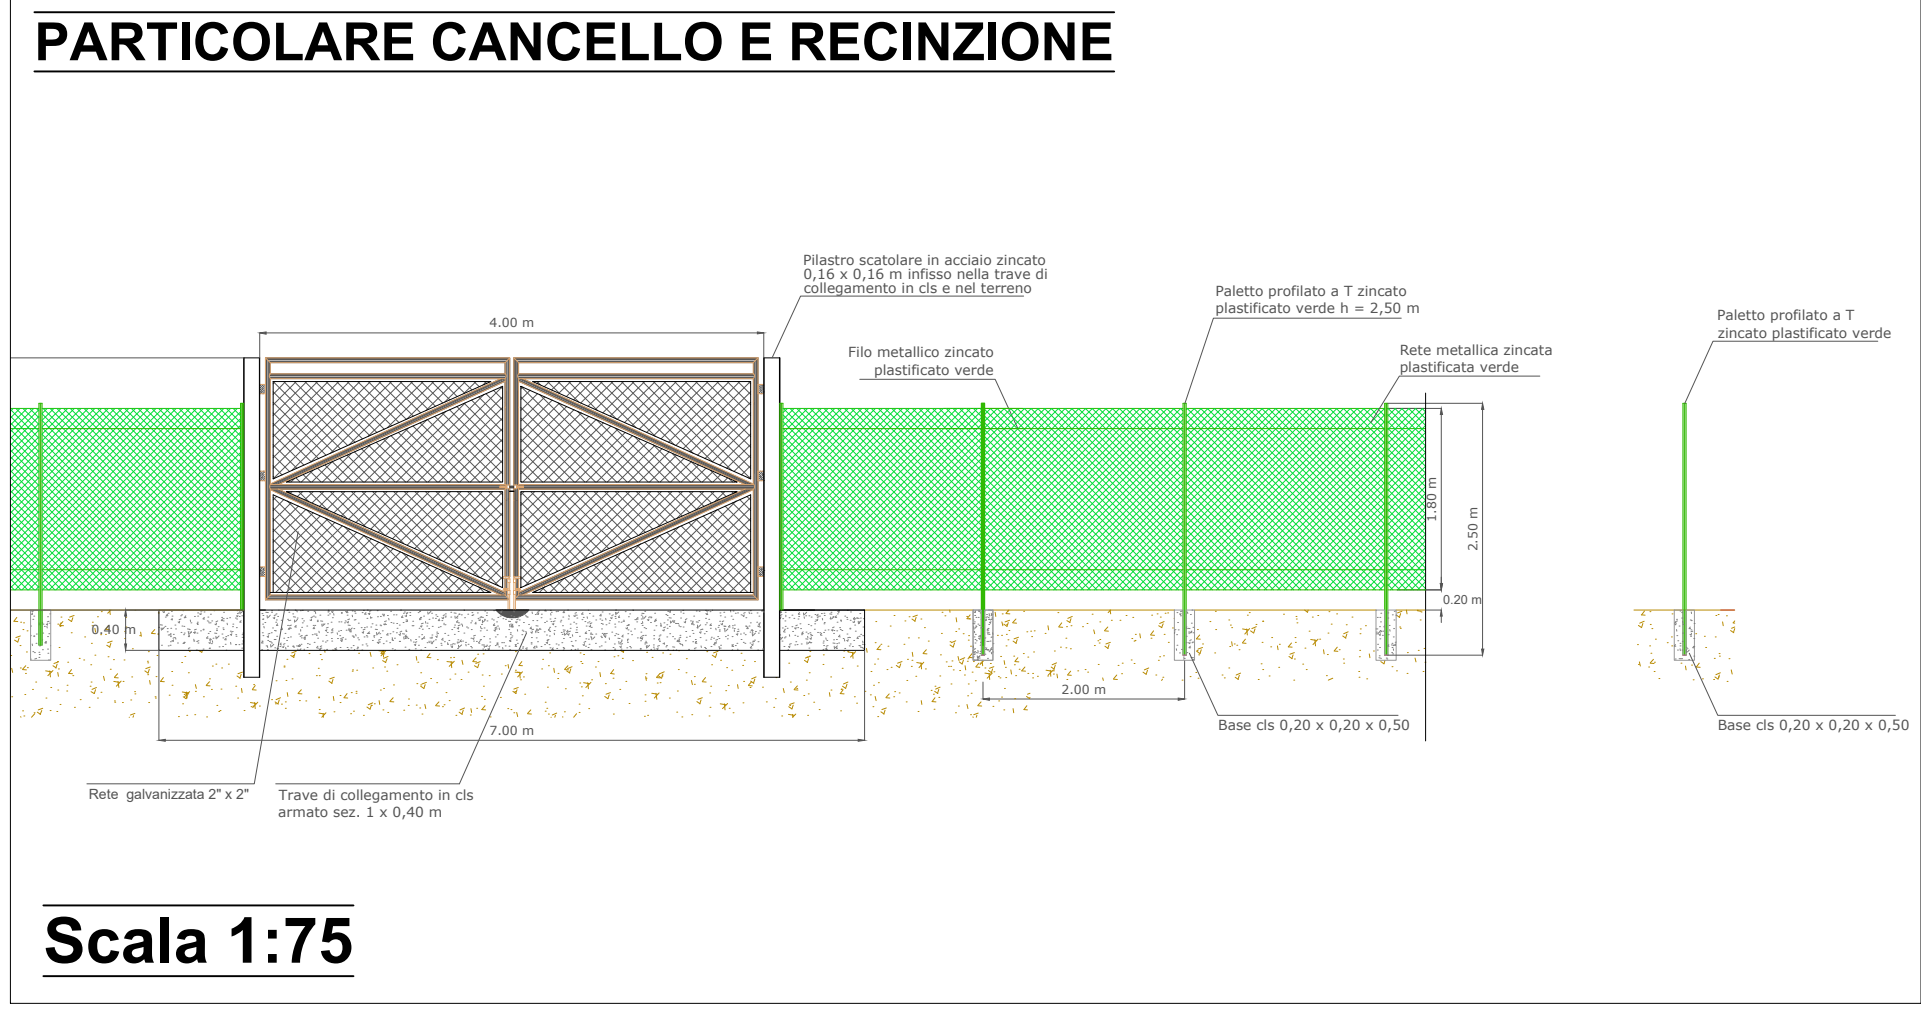 PARTICOLARE CANCELLO E RECINZIONE
Pilastro scatolare in acciaio zincato
0,16 x 0,16 m infisso nella trave di
collegamento in cls e nel terreno
Paletto profilato a T zincato
plastificato verde h = 2,50 m
Paletto profilato a T
zincato plastificato verde
4.00 m
Filo metallico zincato
plastificato verde
Rete metallica zincata
plastificata verde
1.80 m
2.50 m
0.20 m
0,40 m
2.00 m
7.00 m
Base cls 0,20 x 0,20 x 0,50
Base cls 0,20 x 0,20 x 0,50
Rete galvanizzata 2" x 2"
Trave di collegamento in cls
armato sez. 1 x 0,40 m
Scala 1:75